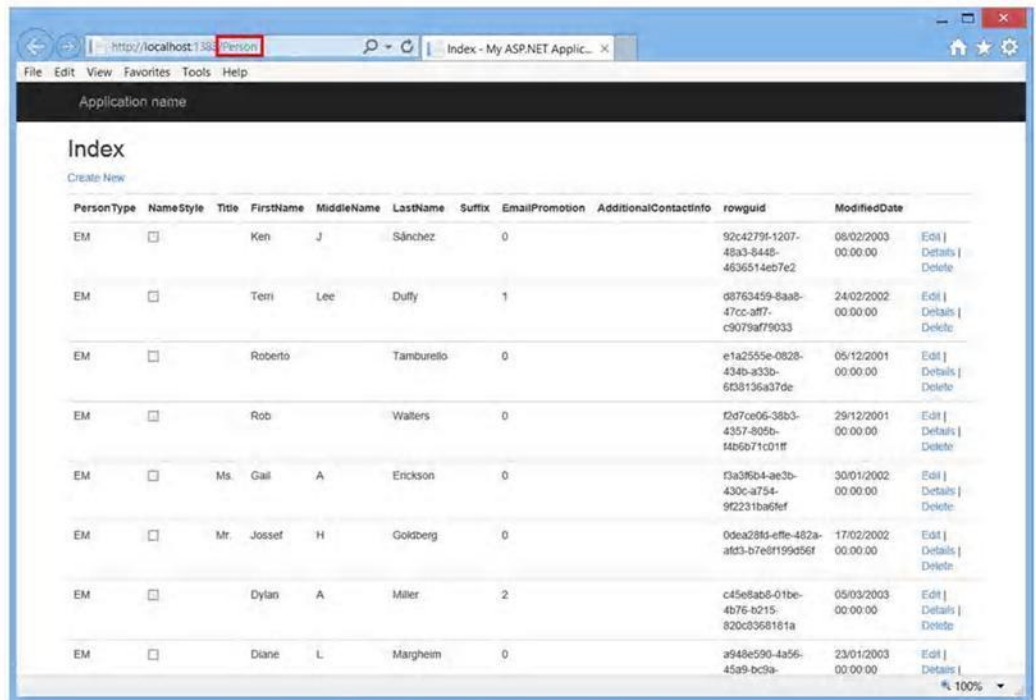 http://localhost:1383/Person
Index - My ASP.NET Applic...
File Edit View Favorites Tools Help
Application name
Index
Create New
PersonType NameStyle Title FirstName MiddleName LastName Suffix EmailPromotion AdditionalContactInfo rowguid ModifiedDate
EM Ken J Sánchez 0 92c4279f-1207- 08/02/2003 Edit |
48a3-8448- 00:00:00 Details |
4636514eb7e2 Delete
EM Terri Lee Duffy 1 d8763459-8aa8- 24/02/2002 Edit |
47cc-aff7- 00:00:00 Details |
c9079af79033 Delete
EM Roberto Tamburello 0 e1a2555e-0828- 05/12/2001 Edit |
434b-a33b- 00:00:00 Details |
6f38136a37de Delete
EM Rob Walters 0 f2d7ce06-38b3- 29/12/2001 Edit |
4357-805b- 00:00:00 Details |
f4b6b71c01ff Delete
EM Ms. Gail A Erickson 0 f3a3f6b4-ae3b- 30/01/2002 Edit |
430c-a754- 00:00:00 Details |
9f2231ba6fef Delete
EM Mr. Jossef H Goldberg 0 0dea28fd-effe-482a- 17/02/2002 Edit |
afd3-b7e8f199d56f 00:00:00 Details |
Delete
EM Dylan A Miller 2 c45e8ab8-01be- 05/03/2003 Edit |
4b76-b215- 00:00:00 Details |
820c8368181a Delete
EM Diane L Margheim 0 a948e590-4a56- 23/01/2003 Edit |
45a9-bc9a- 00:00:00 Details |
100%